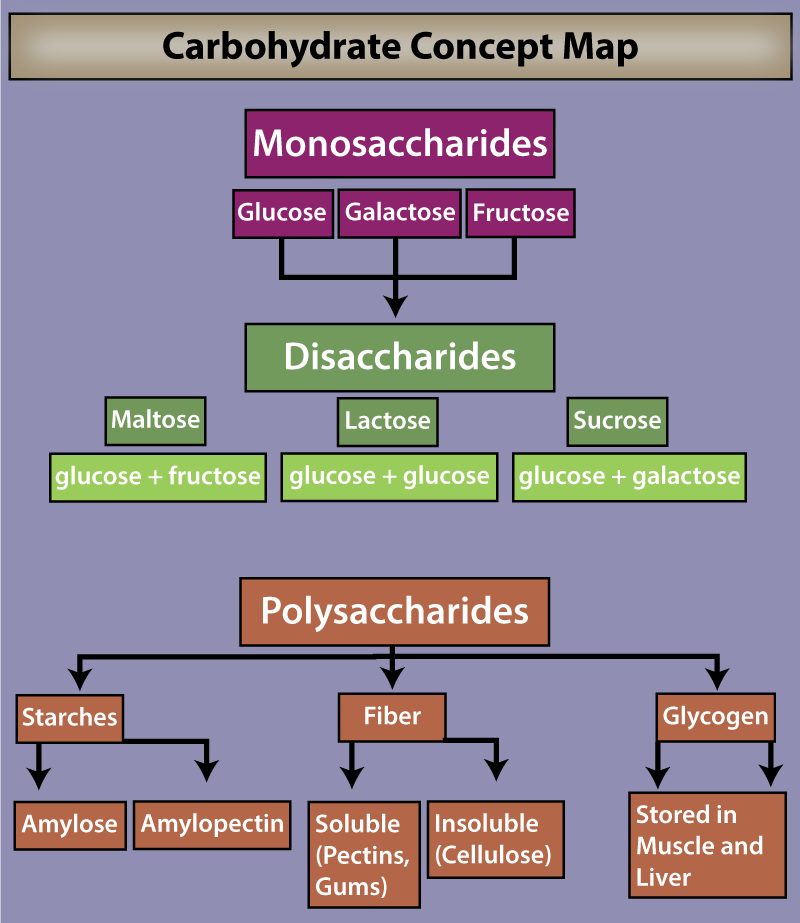 Carbohydrate Concept Map
Monosaccharides
Glucose
Galactose
Fructose
Disaccharides
Maltose
Lactose
Sucrose
glucose + fructose
glucose + glucose
glucose + galactose
Polysaccharides
Starches
Fiber
Glycogen
Amylose
Amylopectin
Soluble
(Pectins,
Gums)
Insoluble
(Cellulose)
Stored in
Muscle and
Liver